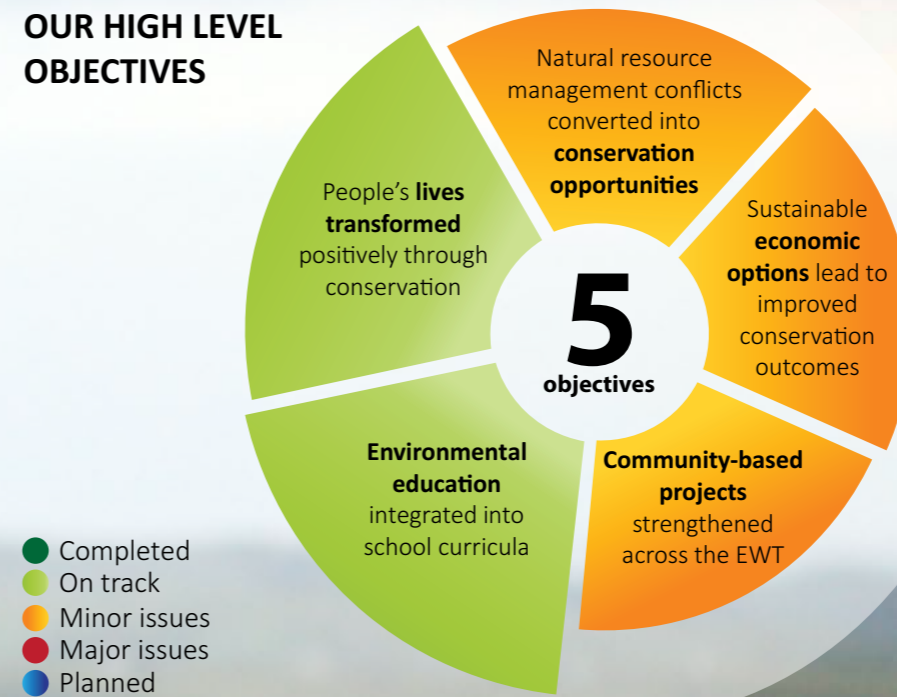 OUR HIGH LEVEL
OBJECTIVES
Natural resource
management conflicts
converted into
conservation
opportunities
Sustainable
economic
options lead to
improved
conservation
outcomes
Community-based
projects
strengthened
across the EWT
Environmental
education
integrated into
school curricula
People's lives
transformed
positively through
conservation
5
objectives
Completed
On track
Minor issues
Major issues
Planned